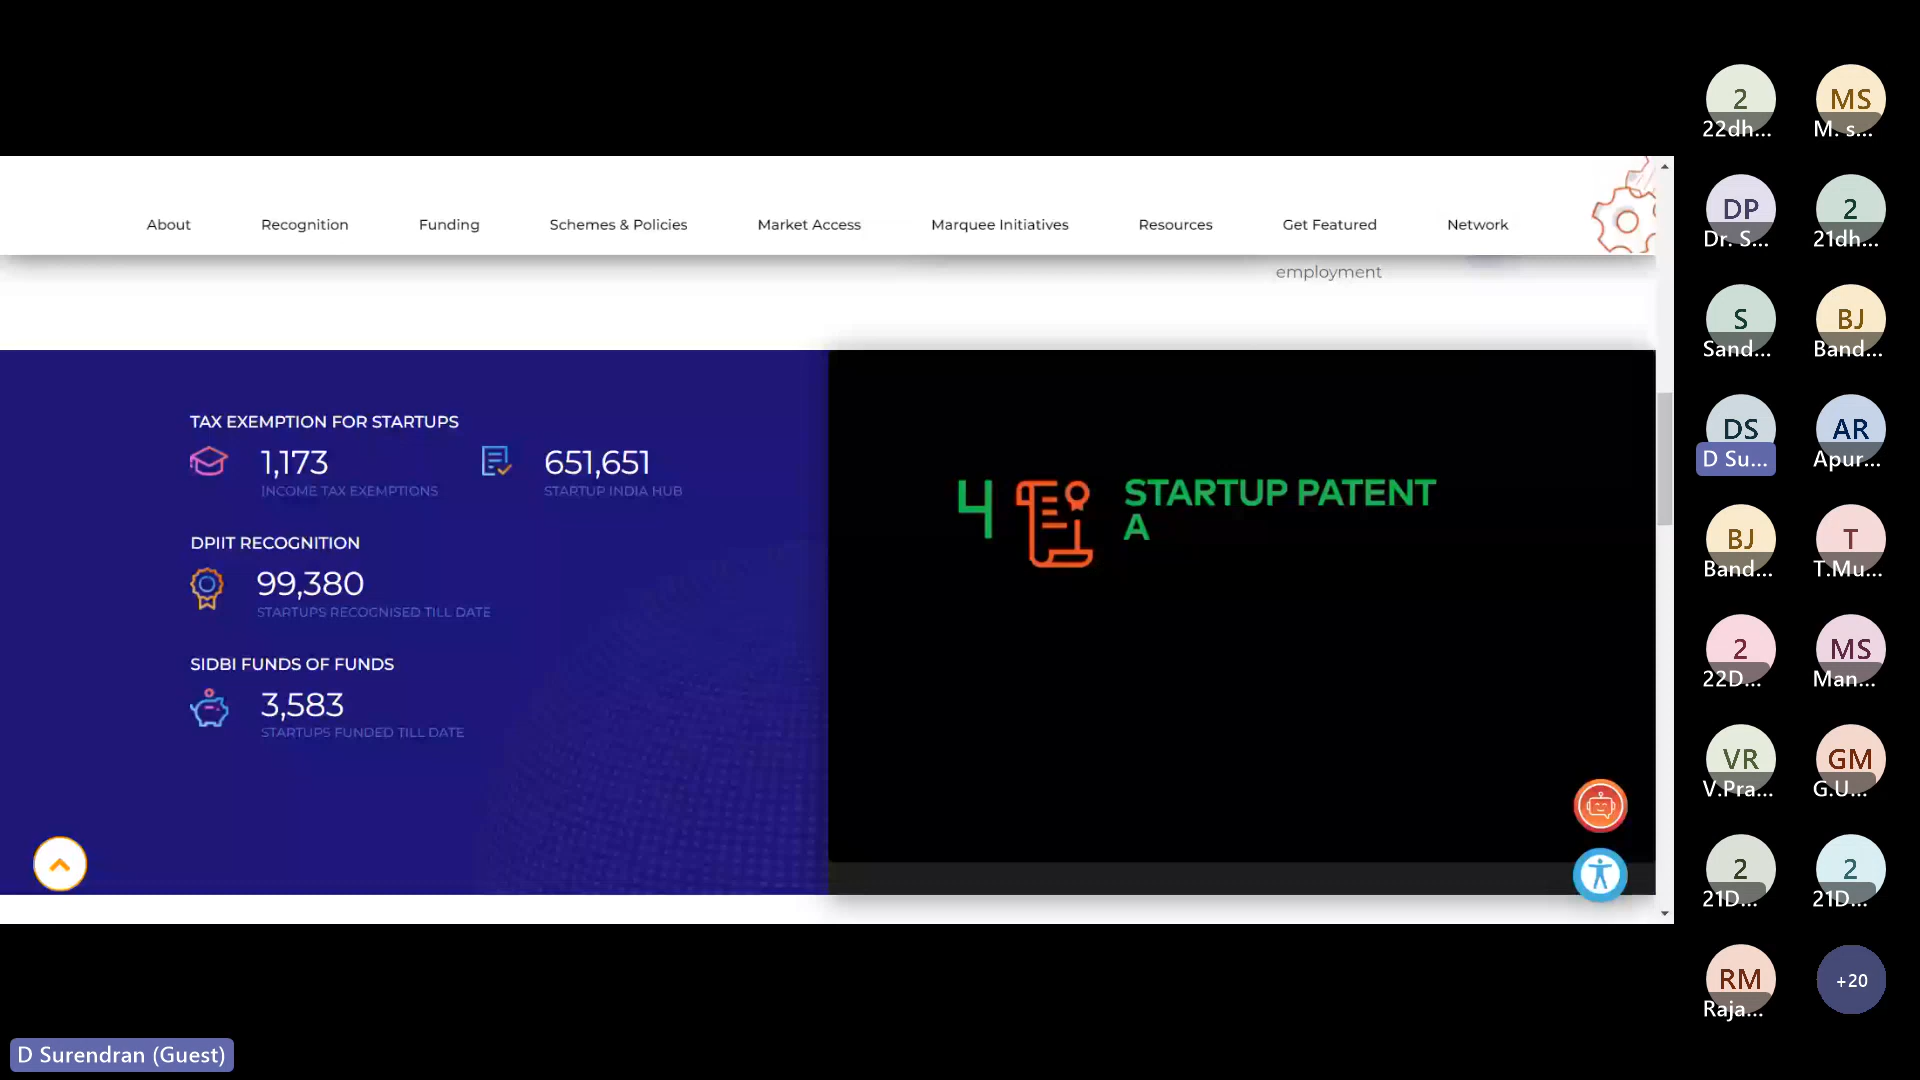 About Recognition Funding Schemes & Policies Market Access Marquee Initiatives Resources Get Featured Network
employment
TAX EXEMPTION FOR STARTUPS
1,173 651,651
INCOME TAX EXEMPTIONS STARTUP INDIA HUB
DPIIT RECOGNITION
99,380
STARTUPS RECOGNISED TILL DATE
SIDBI FUNDS OF FUNDS
3,583
STARTUPS FUNDED TILL DATE
4 STARTUP PATENT
A
2 MS
22dh... M. s...
DP 2
Dr. S... 21dh...
S BJ
Sand... Band...
DS AR
D Su... Apur...
BJ T
Band... T.Mu...
2 MS
22D... Man...
VR GM
V.Pra... G.U...
2 2
21D... 21D...
RM +20
Raja...
D Surendran (Guest)